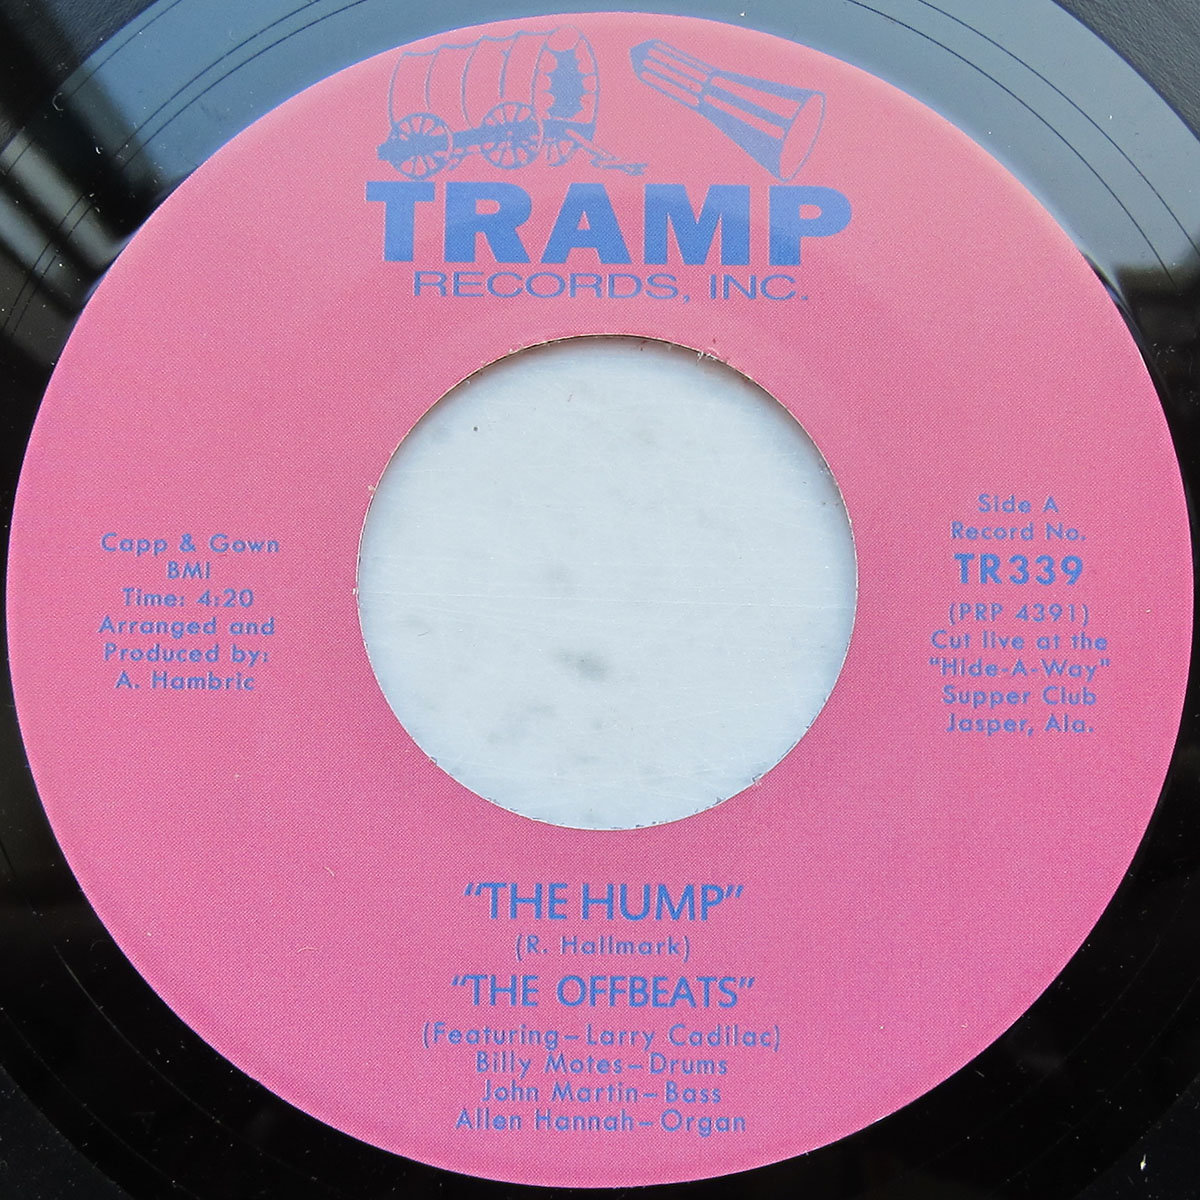 TRAMP
RECORDS, INC.
Capp & Gown
BMI
Time: 4:20
Arranged and
Produced by:
A. Hambric
Side A
Record No.
TR339
(PRP 4391)
Cut live at the
"Hide-A-Way"
Supper Club
Jasper, Ala.
"THE HUMP"
(R. Hallmark)
"THE OFFBEATS"
(Featuring–Larry Cadilac)
Billy Motes–Drums
John Martin–Bass
Allen Hannah–Organ